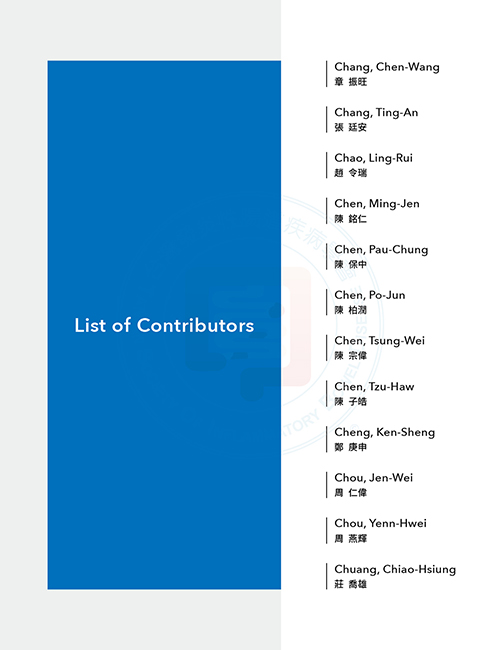 List of Contributors
Chang, Chen-Wang
章 振旺
Chang, Ting-An
張 廷安
Chao, Ling-Rui
趙 令瑞
Chen, Ming-Jen
陳 銘仁
Chen, Pau-Chung
陳 保中
Chen, Po-Jun
陳 柏潤
Chen, Tsung-Wei
陳 宗偉
Chen, Tzu-Haw
陳 子皓
Cheng, Ken-Sheng
鄭 庚申
Chou, Jen-Wei
周 仁偉
Chou, Yenn-Hwei
周 燕輝
Chuang, Chiao-Hsiung
莊 喬雄